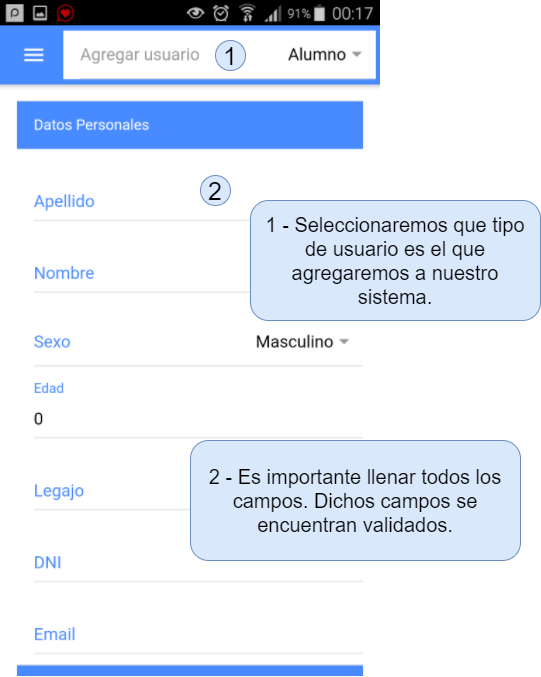 91% 00:17
Agregar usuario 1 Alumno
Datos Personales
2
Apellido
1 - Seleccionaremos que tipo
de usuario es el que
agregaremos a nuestro
sistema.
Nombre
Sexo Masculino
Edad
0
2 - Es importante llenar todos los
campos. Dichos campos se
encuentran validados.
Legajo
DNI
Email